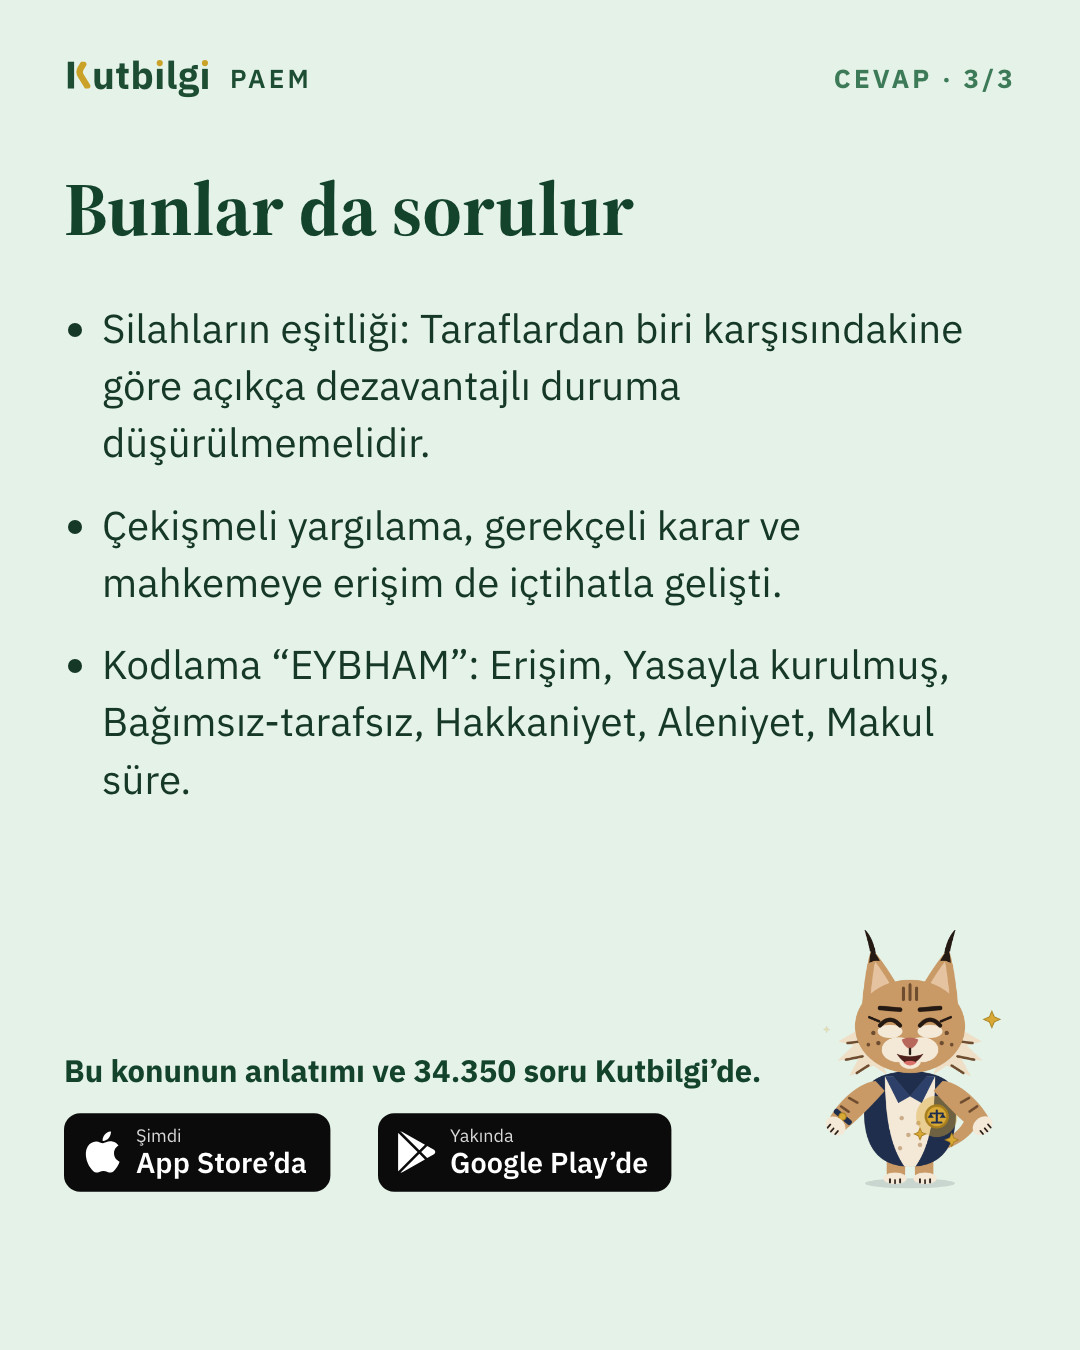 Kutbilgi PAEM
CEVAP · 3/3
Bunlar da sorulur
• Silahların eşitliği: Taraflardan biri karşısındakine
göre açıkça dezavantajlı duruma
düşürülmemelidir.
• Çekişmeli yargılama, gerekçeli karar ve
mahkemeye erişim de içtihatla gelişti.
• Kodlama “EYBHAM”: Erişim, Yasayla kurulmuş,
Bağımsız-tarafsız, Hakkaniyet, Aleniyet, Makul
süre.
Bu konunun anlatımı ve 34.350 soru Kutbilgi’de.
Şimdi
App Store’da
Yakında
Google Play’de